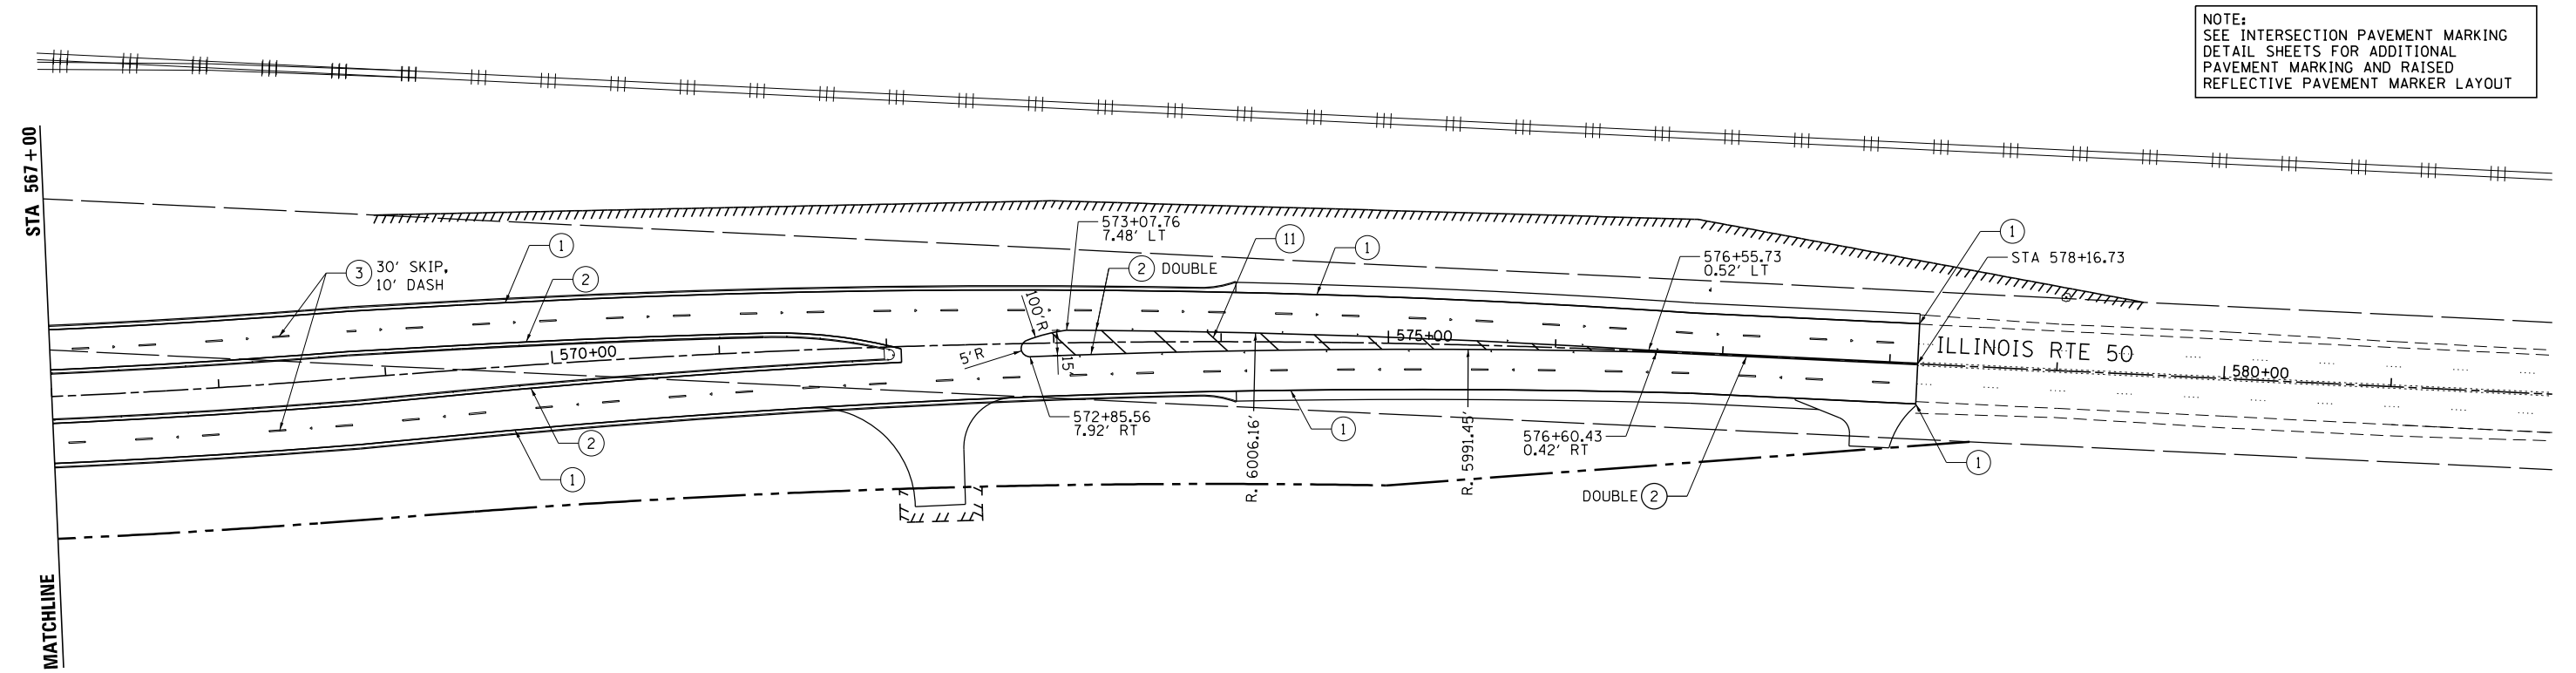 NOTE:
SEE INTERSECTION PAVEMENT MARKING
DETAIL SHEETS FOR ADDITIONAL
PAVEMENT MARKING AND RAISED
REFLECTIVE PAVEMENT MARKER LAYOUT
STA 567+00
MATCHLINE
1
2
3 30' SKIP,
10' DASH
573+07.76
7.48' LT
2 DOUBLE
11
1
576+55.73
0.52' LT
1
STA 578+16.73
100'R
5'R
15'
570+00
575+00
ILLINOIS RTE 50
580+00
2
1
572+85.56
7.92' RT
R. 6006.16'
1
R. 5991.45'
576+60.43
0.42' RT
DOUBLE 2
1